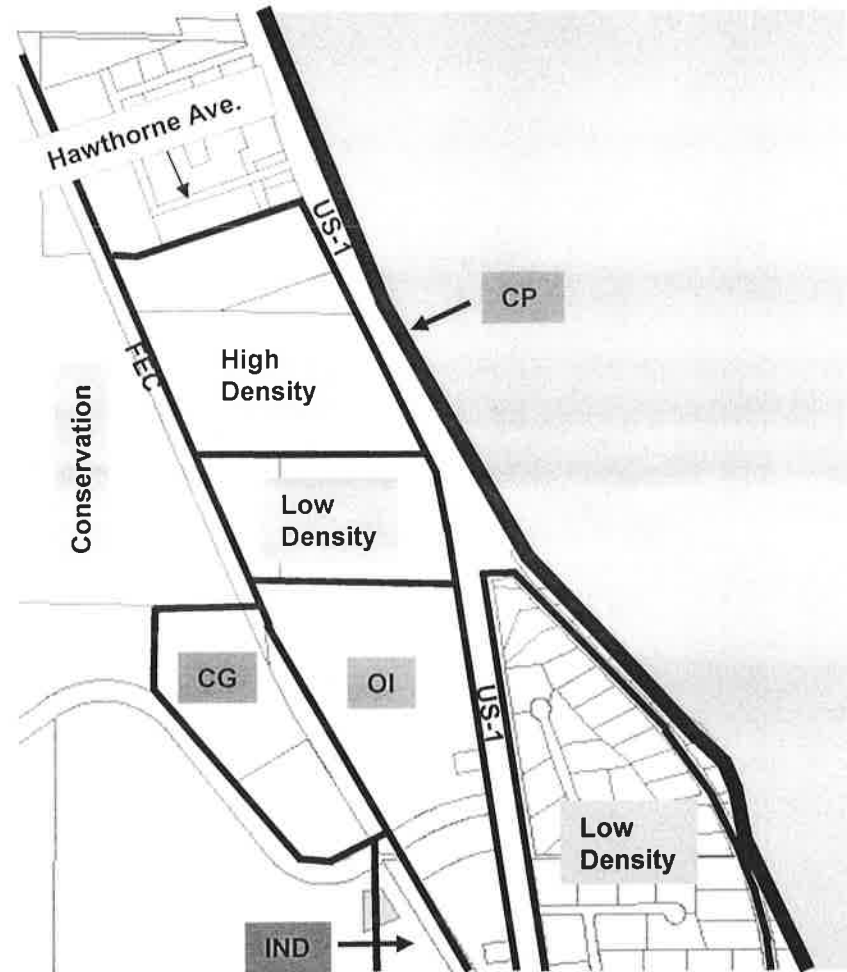 Hawthorne Ave.
US-1
CP
FEC
High
Density
Conservation
Low
Density
CG
OI
US-1
Low
Density
IND